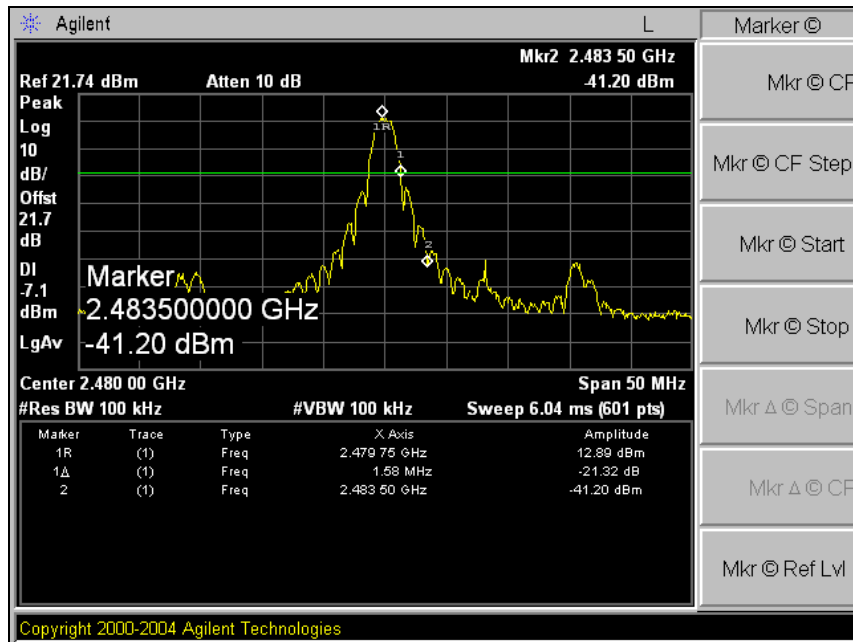 Agilent
L
Marker ©
Mkr2 2.483 50 GHz
Ref 21.74 dBm Atten 10 dB -41.20 dBm
Peak
Log
10
dB/
Offst
21.7
dB
DI
-7.1
dBm
LgAv
1R
1
2
Marker
2.483500000 GHz
-41.20 dBm
Center 2.480 00 GHz Span 50 MHz
#Res BW 100 kHz #VBW 100 kHz Sweep 6.04 ms (601 pts)
Marker Trace Type X Axis Amplitude
1R (1) Freq 2.479 75 GHz 12.89 dBm
1Δ (1) Freq 1.58 MHz -21.32 dB
2 (1) Freq 2.483 50 GHz -41.20 dBm
Mkr © CF
Mkr © CF Step
Mkr © Start
Mkr © Stop
Mkr Δ © Span
Mkr Δ © CF
Mkr © Ref Lvl
Copyright 2000-2004 Agilent Technologies